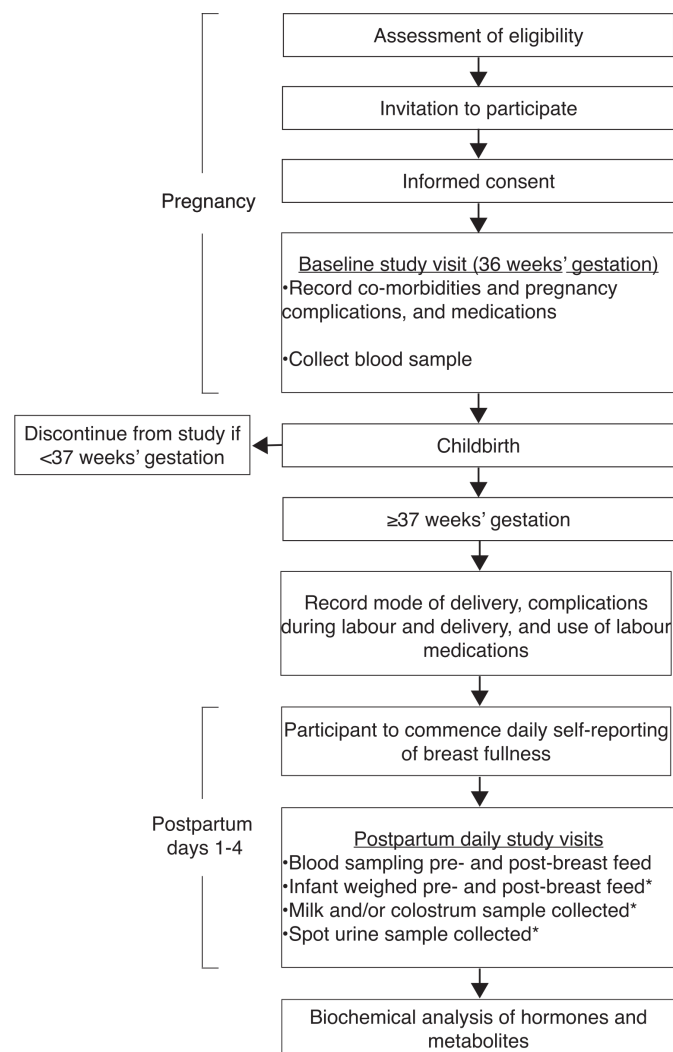 Assessment of eligibility
Invitation to participate
Informed consent
Pregnancy
Baseline study visit (36 weeks' gestation)
•Record co-morbidities and pregnancy
complications, and medications
•Collect blood sample
Discontinue from study if
<37 weeks' gestation
Childbirth
≥37 weeks' gestation
Record mode of delivery, complications
during labour and delivery, and use of labour
medications
Participant to commence daily self-reporting
of breast fullness
Postpartum
days 1-4
Postpartum daily study visits
•Blood sampling pre- and post-breast feed
•Infant weighed pre- and post-breast feed*
•Milk and/or colostrum sample collected*
•Spot urine sample collected*
Biochemical analysis of hormones and
metabolites